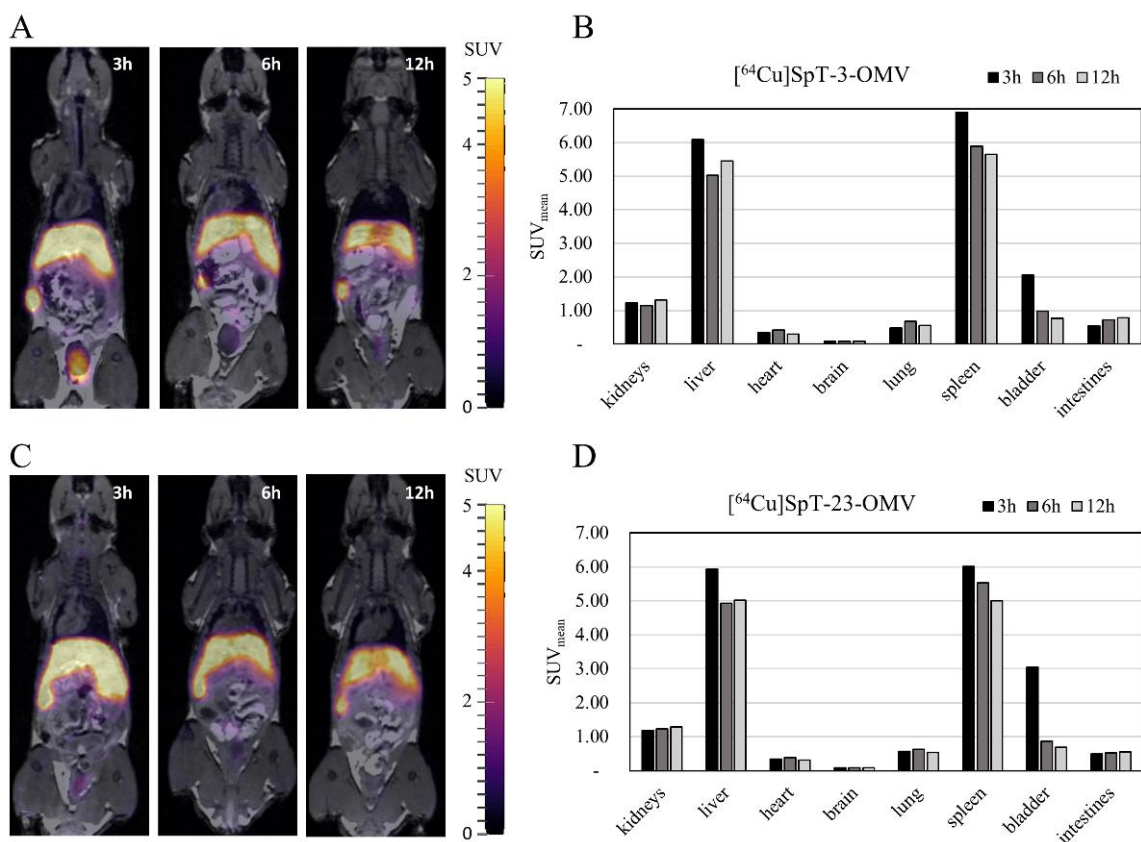 A
3h
6h
12h
SUV
5
4
2
0
B
[⁶⁴Cu]SpT-3-OMV
3h 6h 12h
SUVmean
7.00
6.00
5.00
4.00
3.00
2.00
1.00
-
kidneys
liver
heart
brain
lung
spleen
bladder
intestines
C
3h
6h
12h
SUV
5
4
2
0
D
[⁶⁴Cu]SpT-23-OMV
3h 6h 12h
SUVmean
7.00
6.00
5.00
4.00
3.00
2.00
1.00
-
kidneys
liver
heart
brain
lung
spleen
bladder
intestines